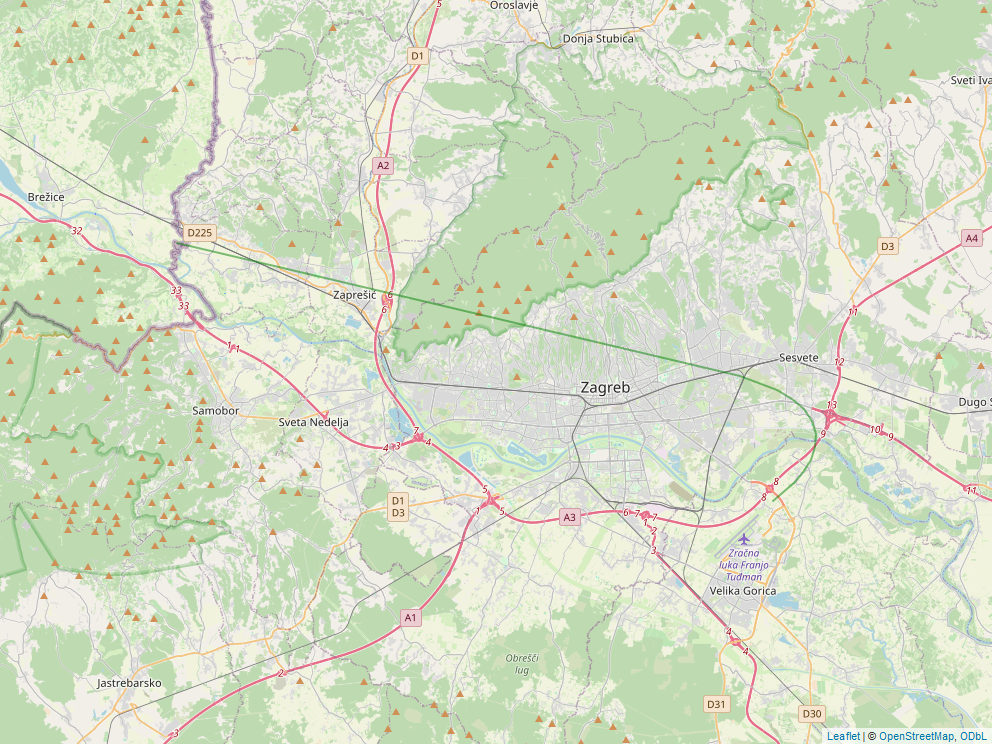 5
Oroslavje
Donja Stubica
D1
Sveti Iva
A2
Brežice
32
D225
A4
D3
33
Zaprešić
6
33
6
11
1
1
Sesvete
12
Zagreb
Dugo S
Samobor
13
Sveta Nedelja
7
4
9
10
9
4
3
5
8
11
D1
D3
8
1
5
A3
6
7
7
1
2
3
Zračna
luka Franjo
Tuđman
Velika Gorica
A1
4
4
Obrešči
lug
2
Jastrebarsko
D31
D30
3
Leaflet | © OpenStreetMap, ODbL